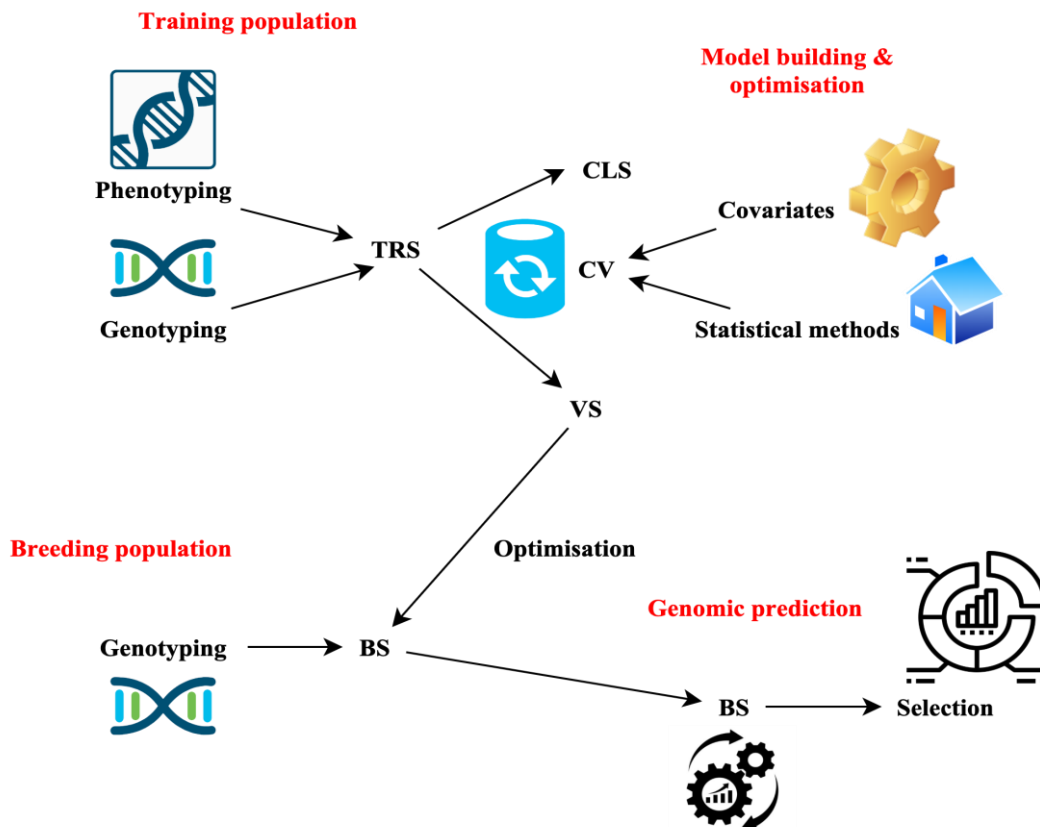 Training population
Model building &
optimisation
Phenotyping
CLS
Covariates
TRS
CV
Genotyping
Statistical methods
VS
Breeding population
Optimisation
Genomic prediction
Genotyping
BS
BS
Selection